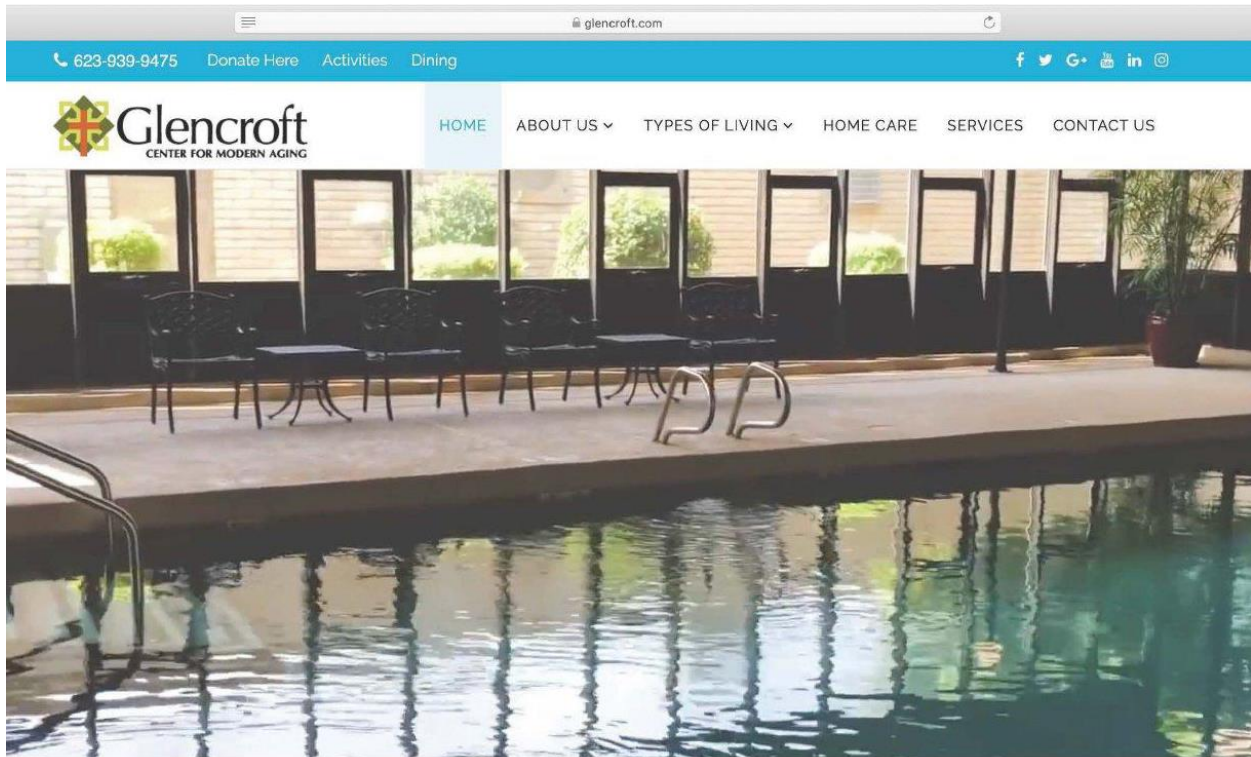 glencroft.com
623-939-9475 Donate Here Activities Dining
Glencroft
CENTER FOR MODERN AGING
HOME ABOUT US TYPES OF LIVING HOME CARE SERVICES CONTACT US